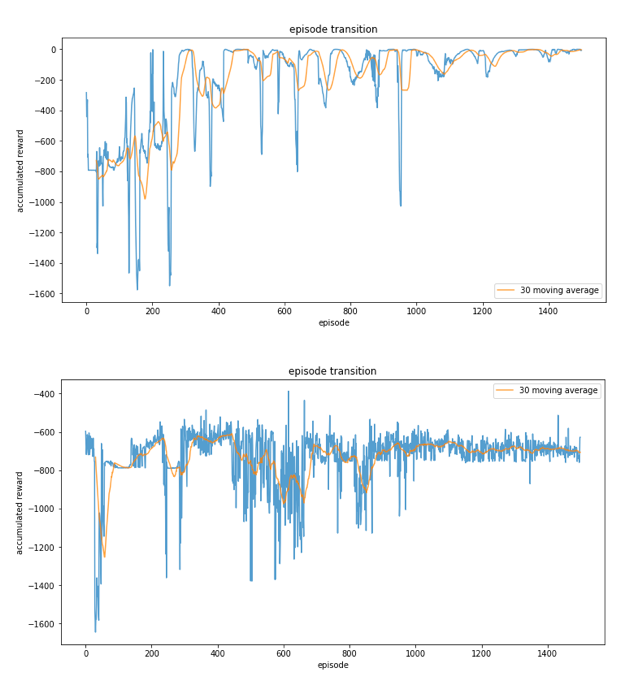 episode transition
accumulated reward
0
−200
−400
−600
−800
−1000
−1200
−1400
−1600
30 moving average
0 200 400 600 800 1000 1200 1400
episode
episode transition
accumulated reward
−400
−600
−800
−1000
−1200
−1400
−1600
30 moving average
0 200 400 600 800 1000 1200 1400
episode